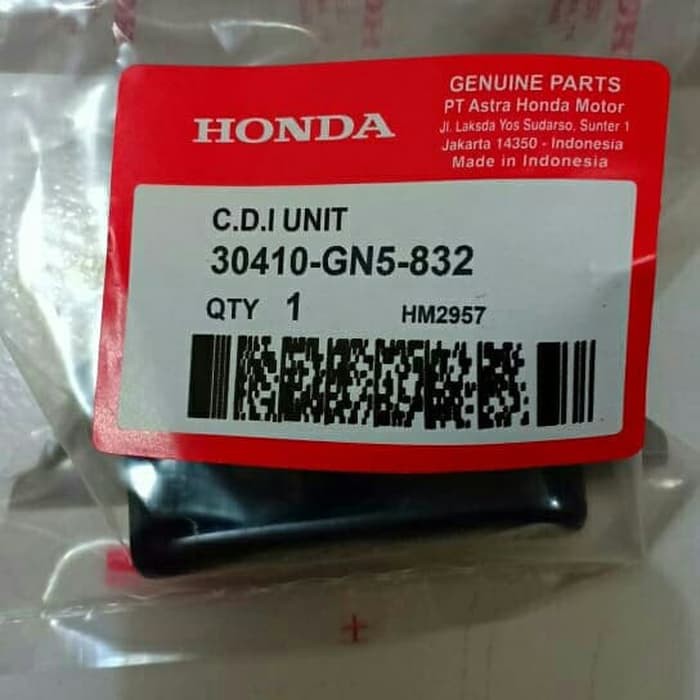 HONDA
GENUINE PARTS
PT Astra Honda Motor
Jl. Laksda Yos Sudarso, Sunter 1
Jakarta 14350 - Indonesia
Made in Indonesia
C.D.I UNIT
30410-GN5-832
QTY 1 HM2957